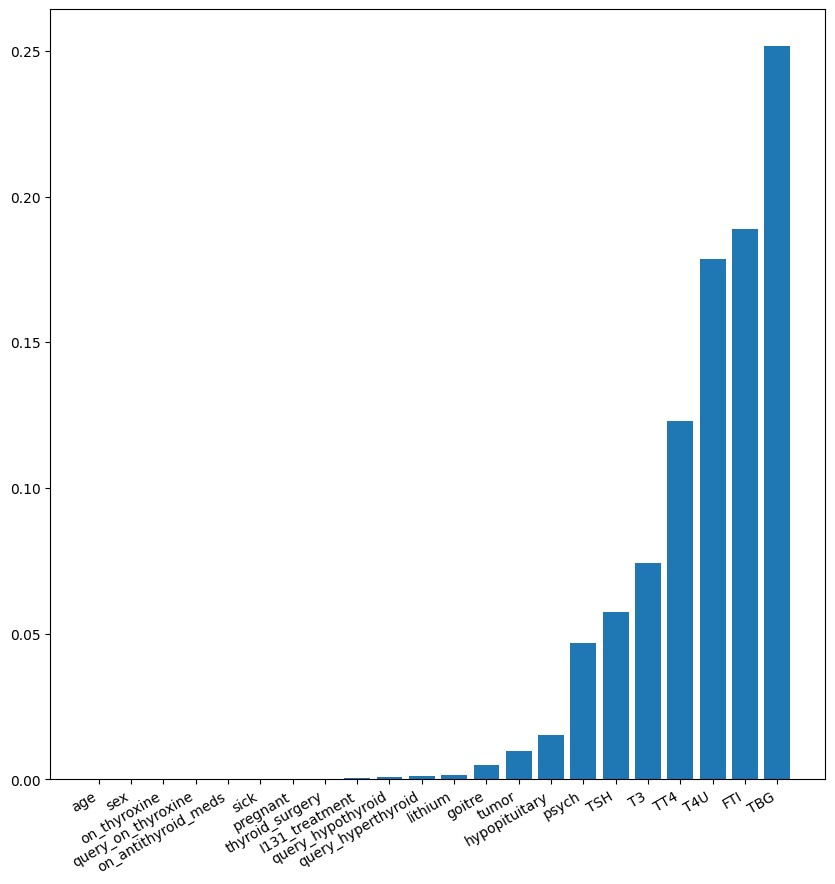 0.25
0.20
0.15
0.10
0.05
0.00
age
sex
on_thyroxine
query_on_thyroxine
on_antithyroid_meds
sick
pregnant
thyroid_surgery
I131_treatment
query_hypothyroid
query_hyperthyroid
lithium
goitre
tumor
hypopituitary
psych
TSH
T3
TT4
T4U
FTI
TBG